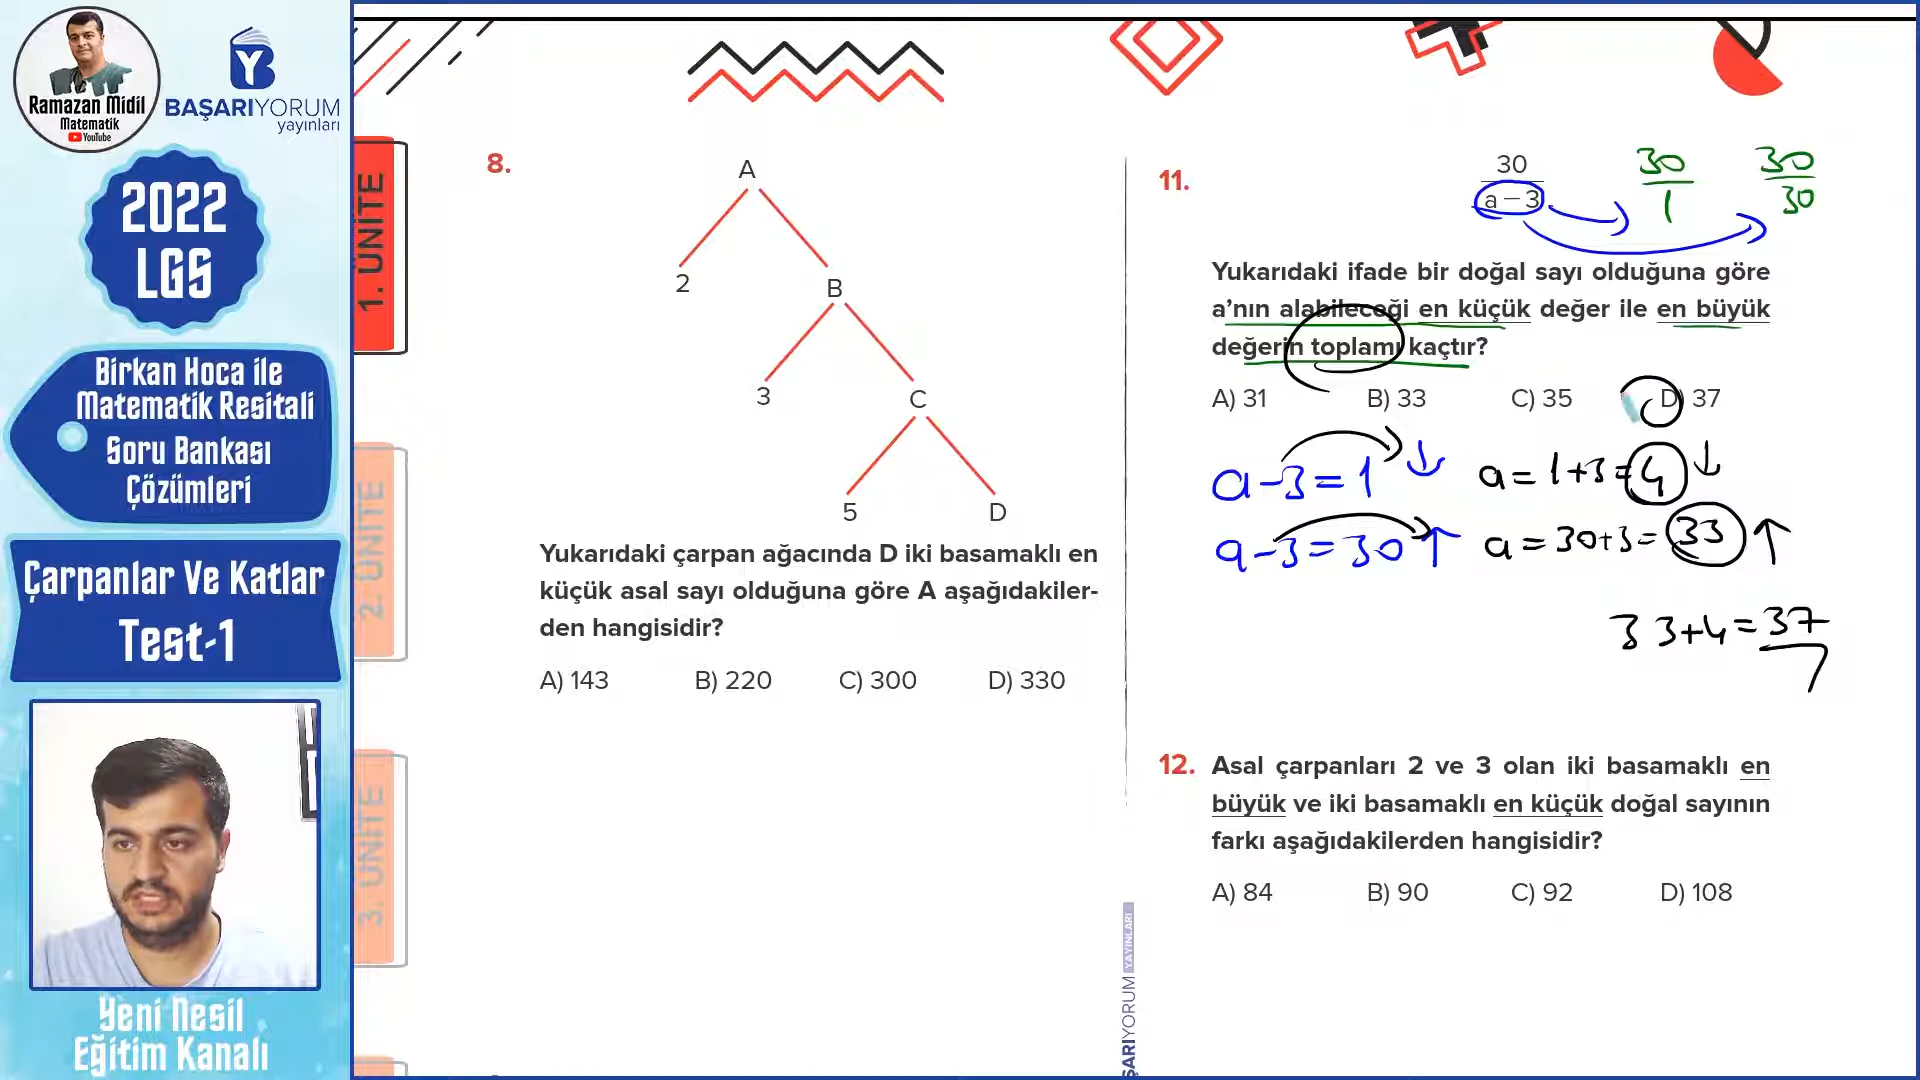 Ramazan Midil
Matematik
YouTube
BAŞARIYORUM
yayınları
2022
LGS
Birkan Hoca ile
Matematik Resitali
Soru Bankası
Çözümleri
Çarpanlar Ve Katlar
Test-1
Yeni Nesil
Eğitim Kanalı
1. ÜNİTE
2. ÜNİTE
3. ÜNİTE
8.
A
2
B
3
C
5
D
Yukarıdaki çarpan ağacında D iki basamaklı en
küçük asal sayı olduğuna göre A aşağıdakiler-
den hangisidir?
A) 143 B) 220 C) 300 D) 330
11.
30
a – 3
30
1
30
30
Yukarıdaki ifade bir doğal sayı olduğuna göre
a’nın alabileceği en küçük değer ile en büyük
değerin toplamı kaçtır?
A) 31 B) 33 C) 35 D) 37
a-3=1 ↓ a=1+3=4 ↓
a-3=30 ↑ a=30+3=33 ↑
33+4=37
12. Asal çarpanları 2 ve 3 olan iki basamaklı en
büyük ve iki basamaklı en küçük doğal sayının
farkı aşağıdakilerden hangisidir?
A) 84 B) 90 C) 92 D) 108
ŞARIYORUM YAYINLARI